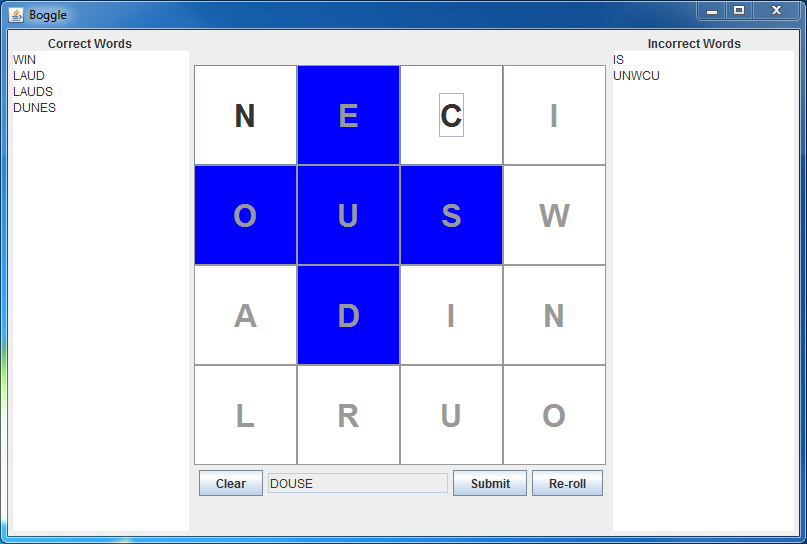 Boggle
Correct Words
WIN
LAUD
LAUDS
DUNES
N E C I
O U S W
A D I N
L R U O
Clear DOUSE Submit Re-roll
Incorrect Words
IS
UNWCU